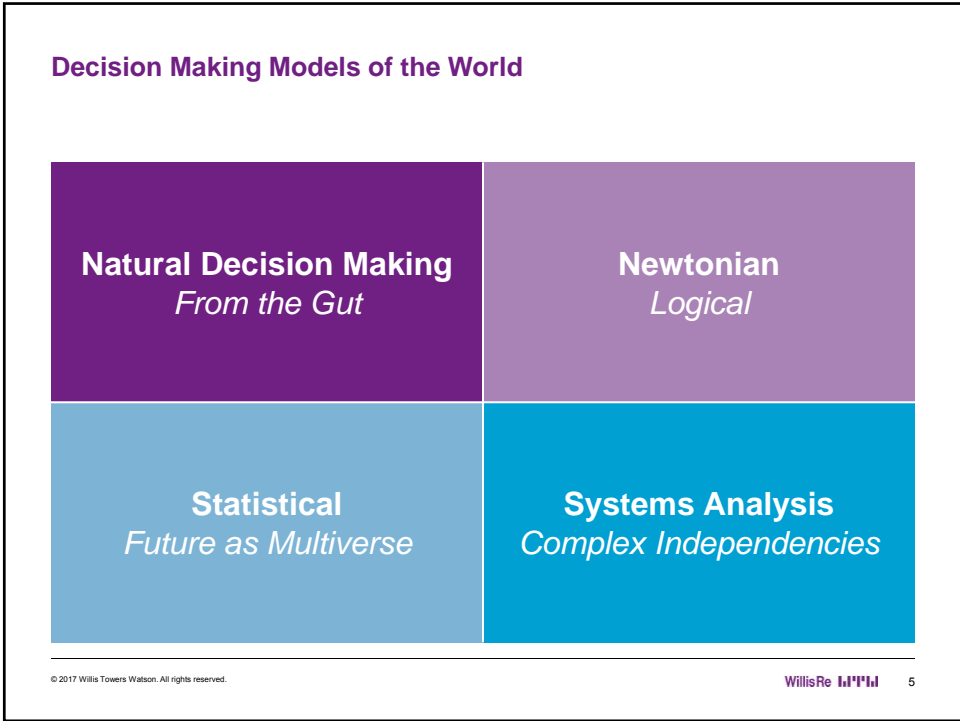 Decision Making Models of the World
Natural Decision Making
From the Gut
Newtonian
Logical
Statistical
Future as Multiverse
Systems Analysis
Complex Independencies
© 2017 Willis Towers Watson. All rights reserved.
WillisRe
5